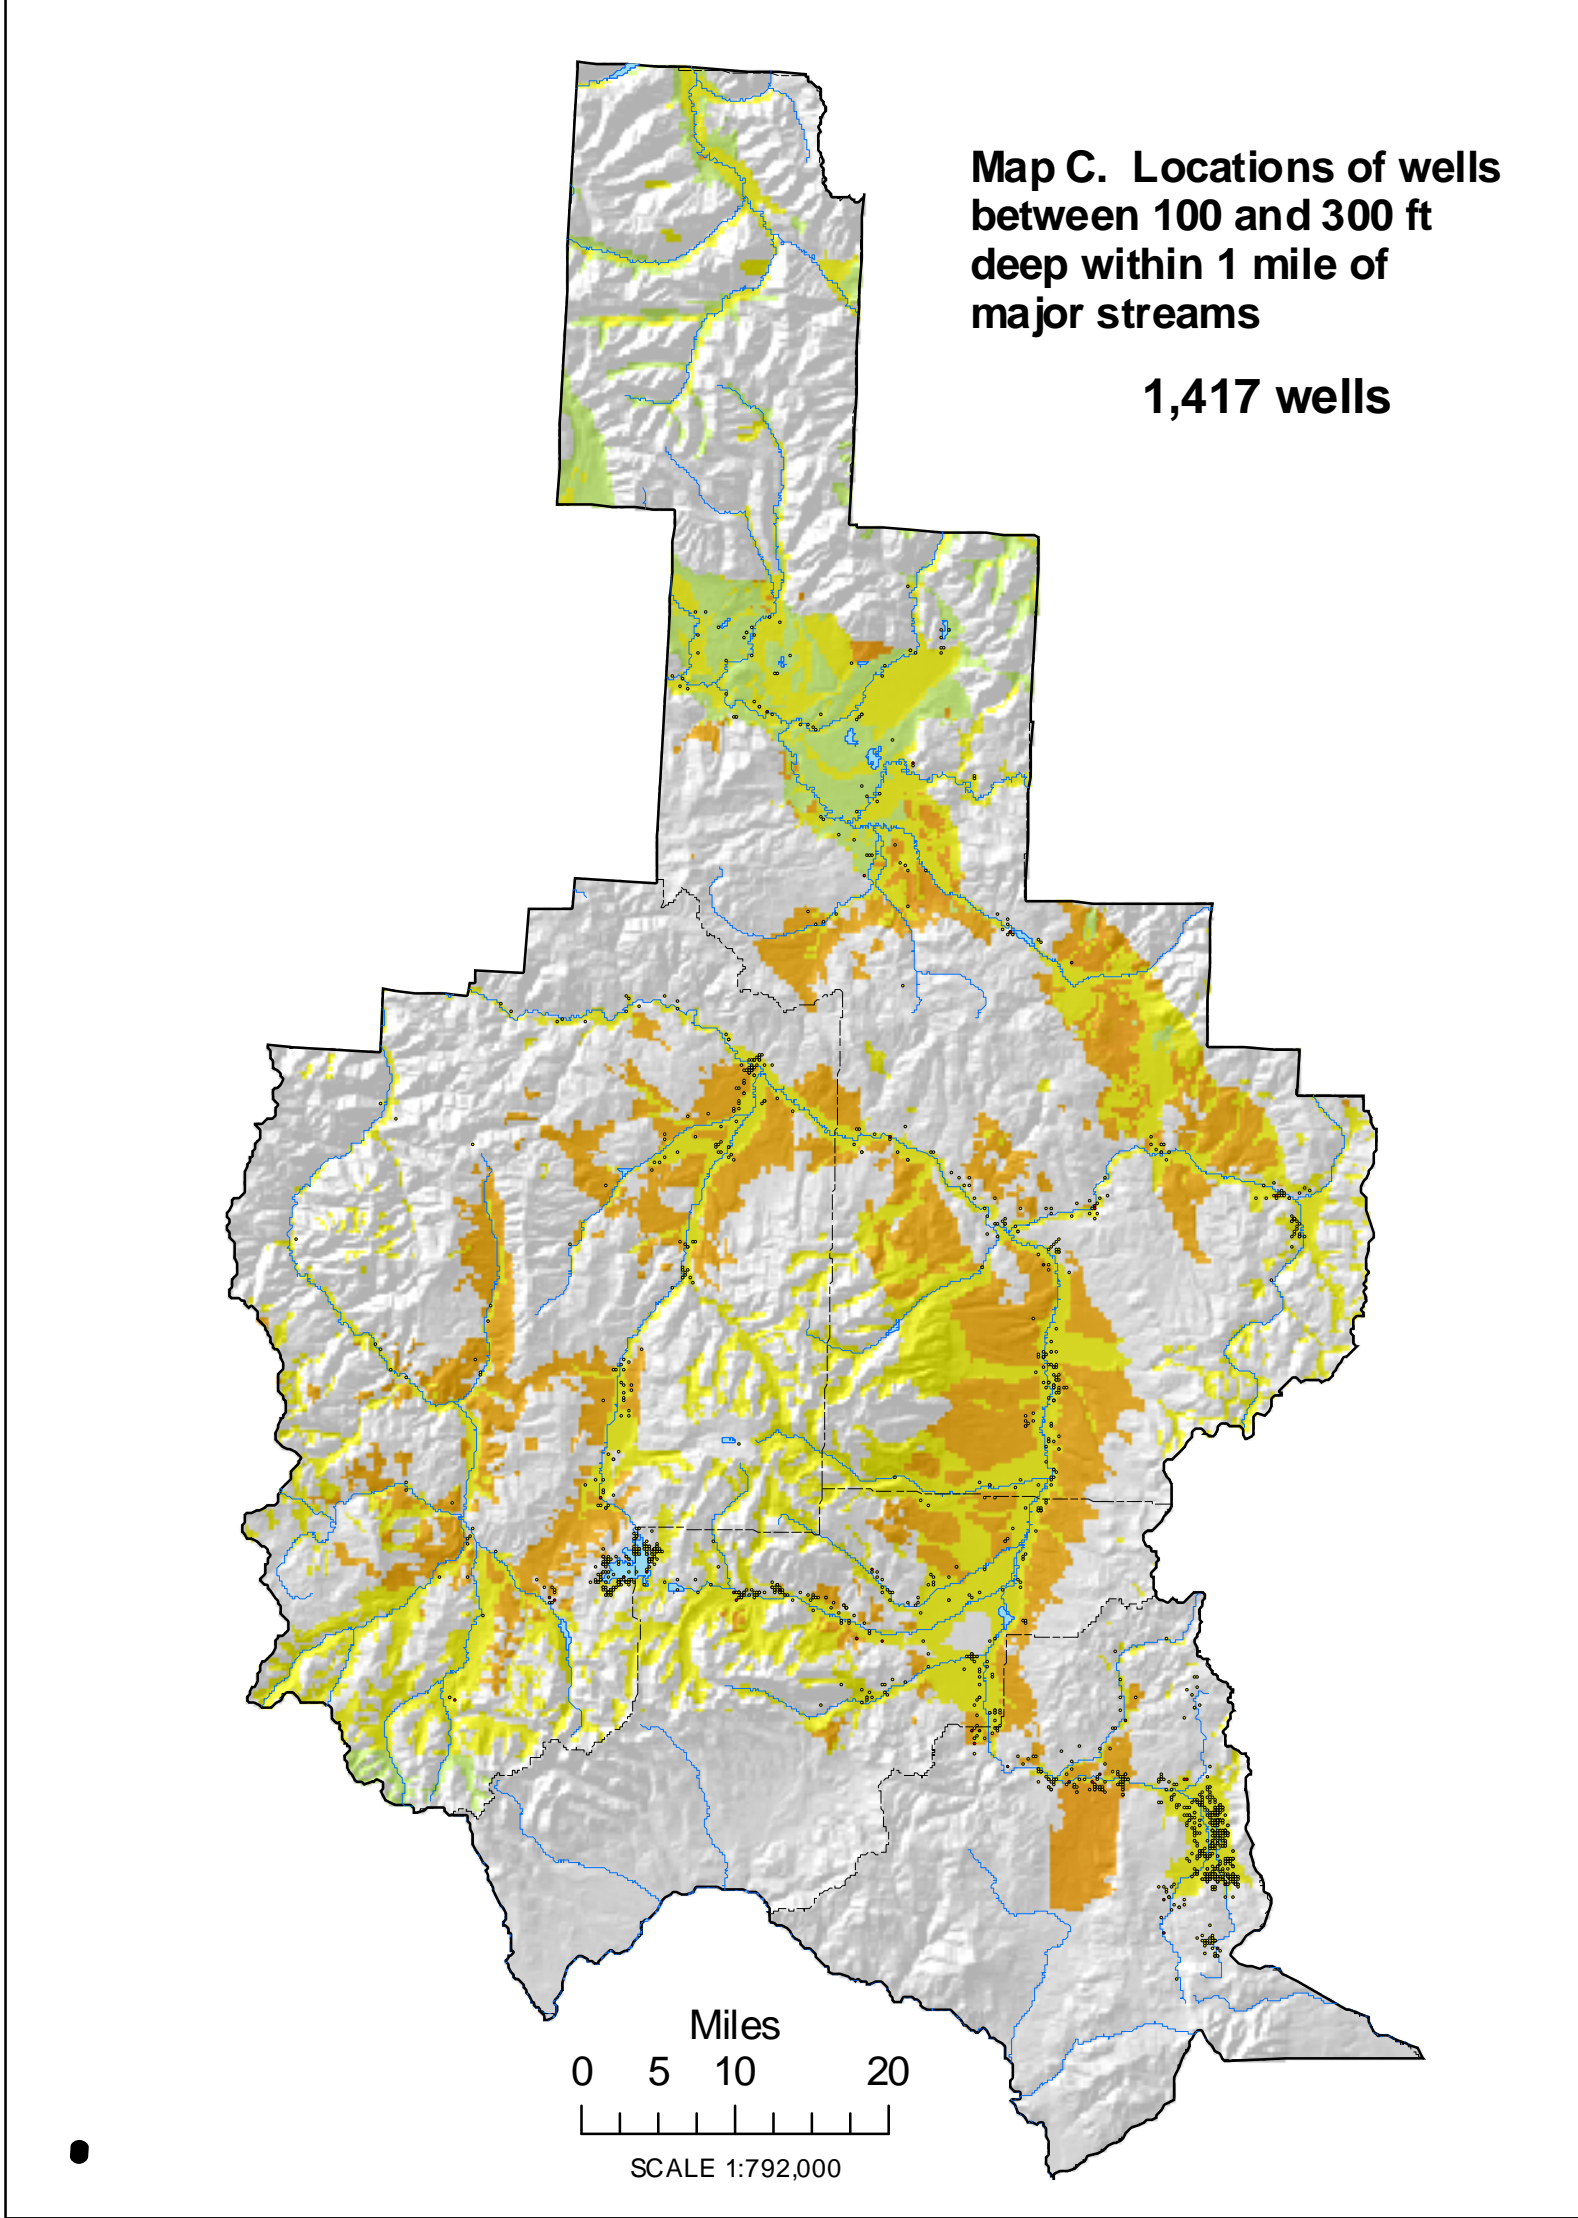 Map C. Locations of wells
between 100 and 300 ft
deep within 1 mile of
major streams
1,417 wells
Miles
0 5 10 20
SCALE 1:792,000